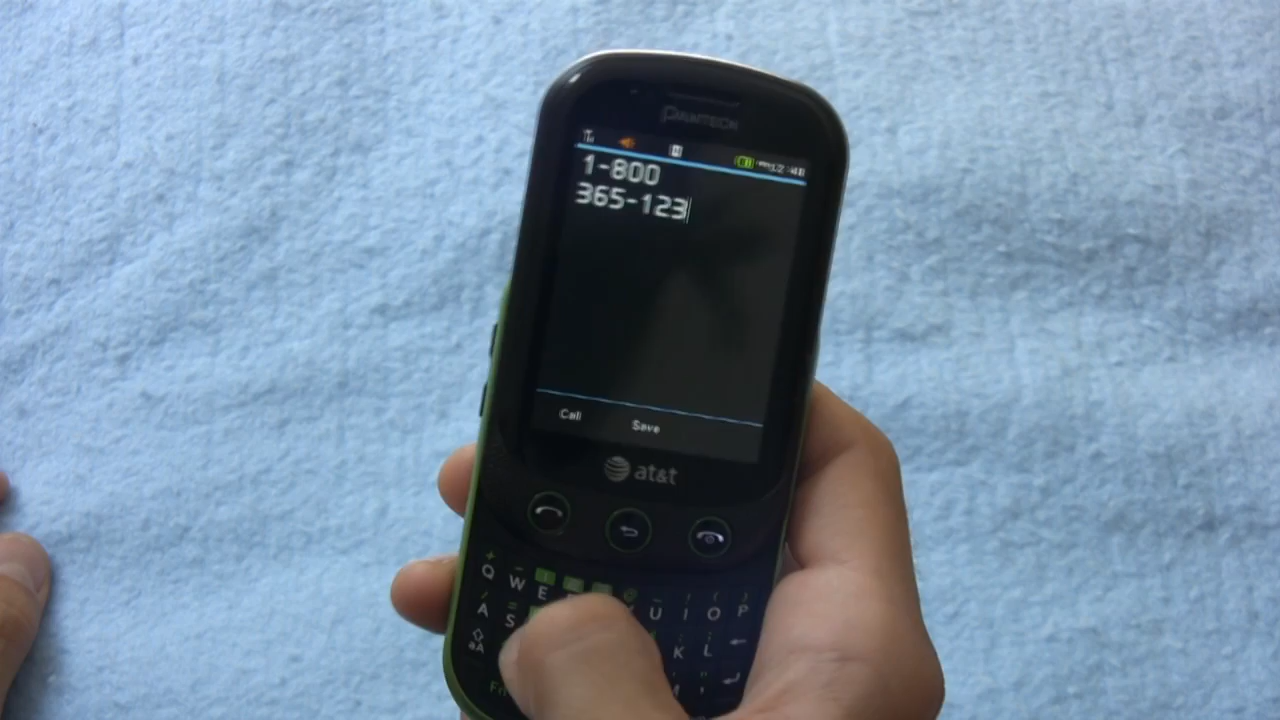 PANTECH
1-800
365-123
Call Save
at&t
Q W E U I O P
A S K L